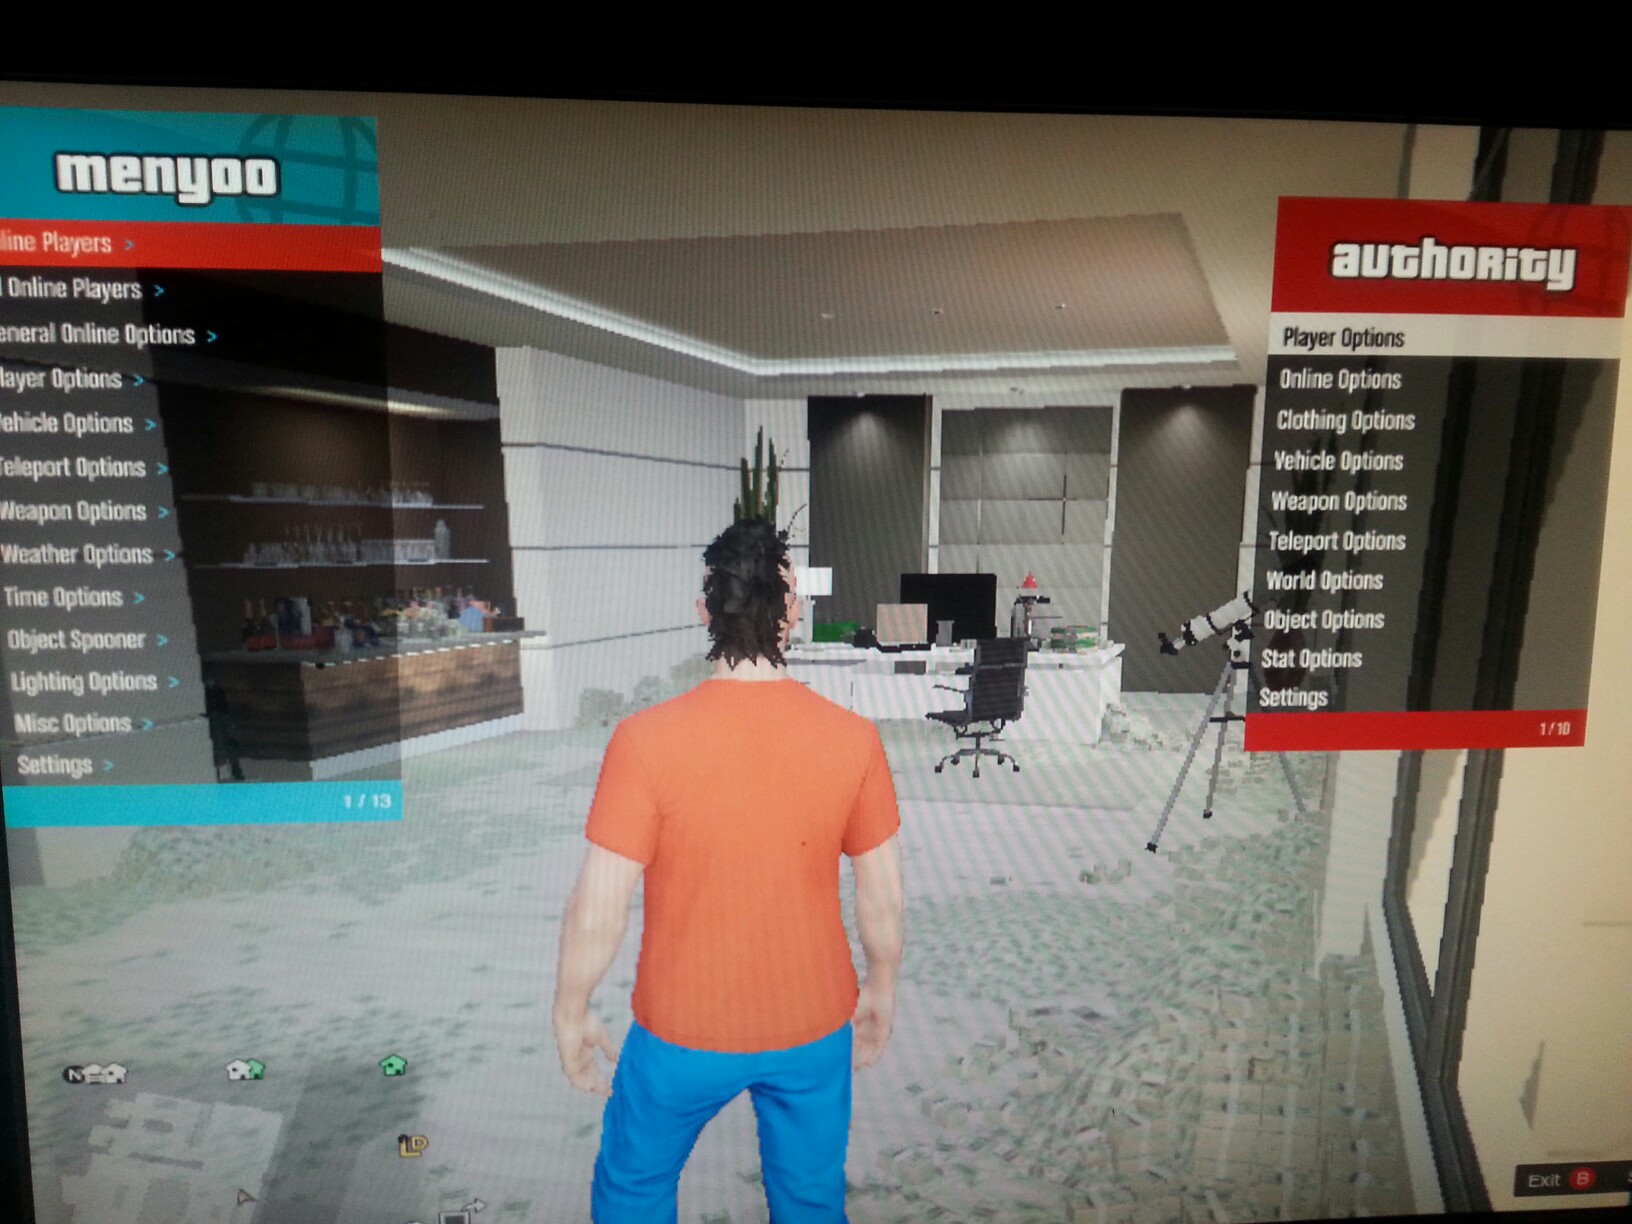 menyoo
line Players >
Online Players >
eneral Online Options >
layer Options >
ehicle Options >
Teleport Options >
Weapon Options >
Weather Options >
Time Options >
Object Spooner >
Lighting Options >
Misc Options >
Settings >
1 / 13
authority
Player Options
Online Options
Clothing Options
Vehicle Options
Weapon Options
Teleport Options
World Options
Object Options
Stat Options
Settings
1 / 10
N
LD
Exit B